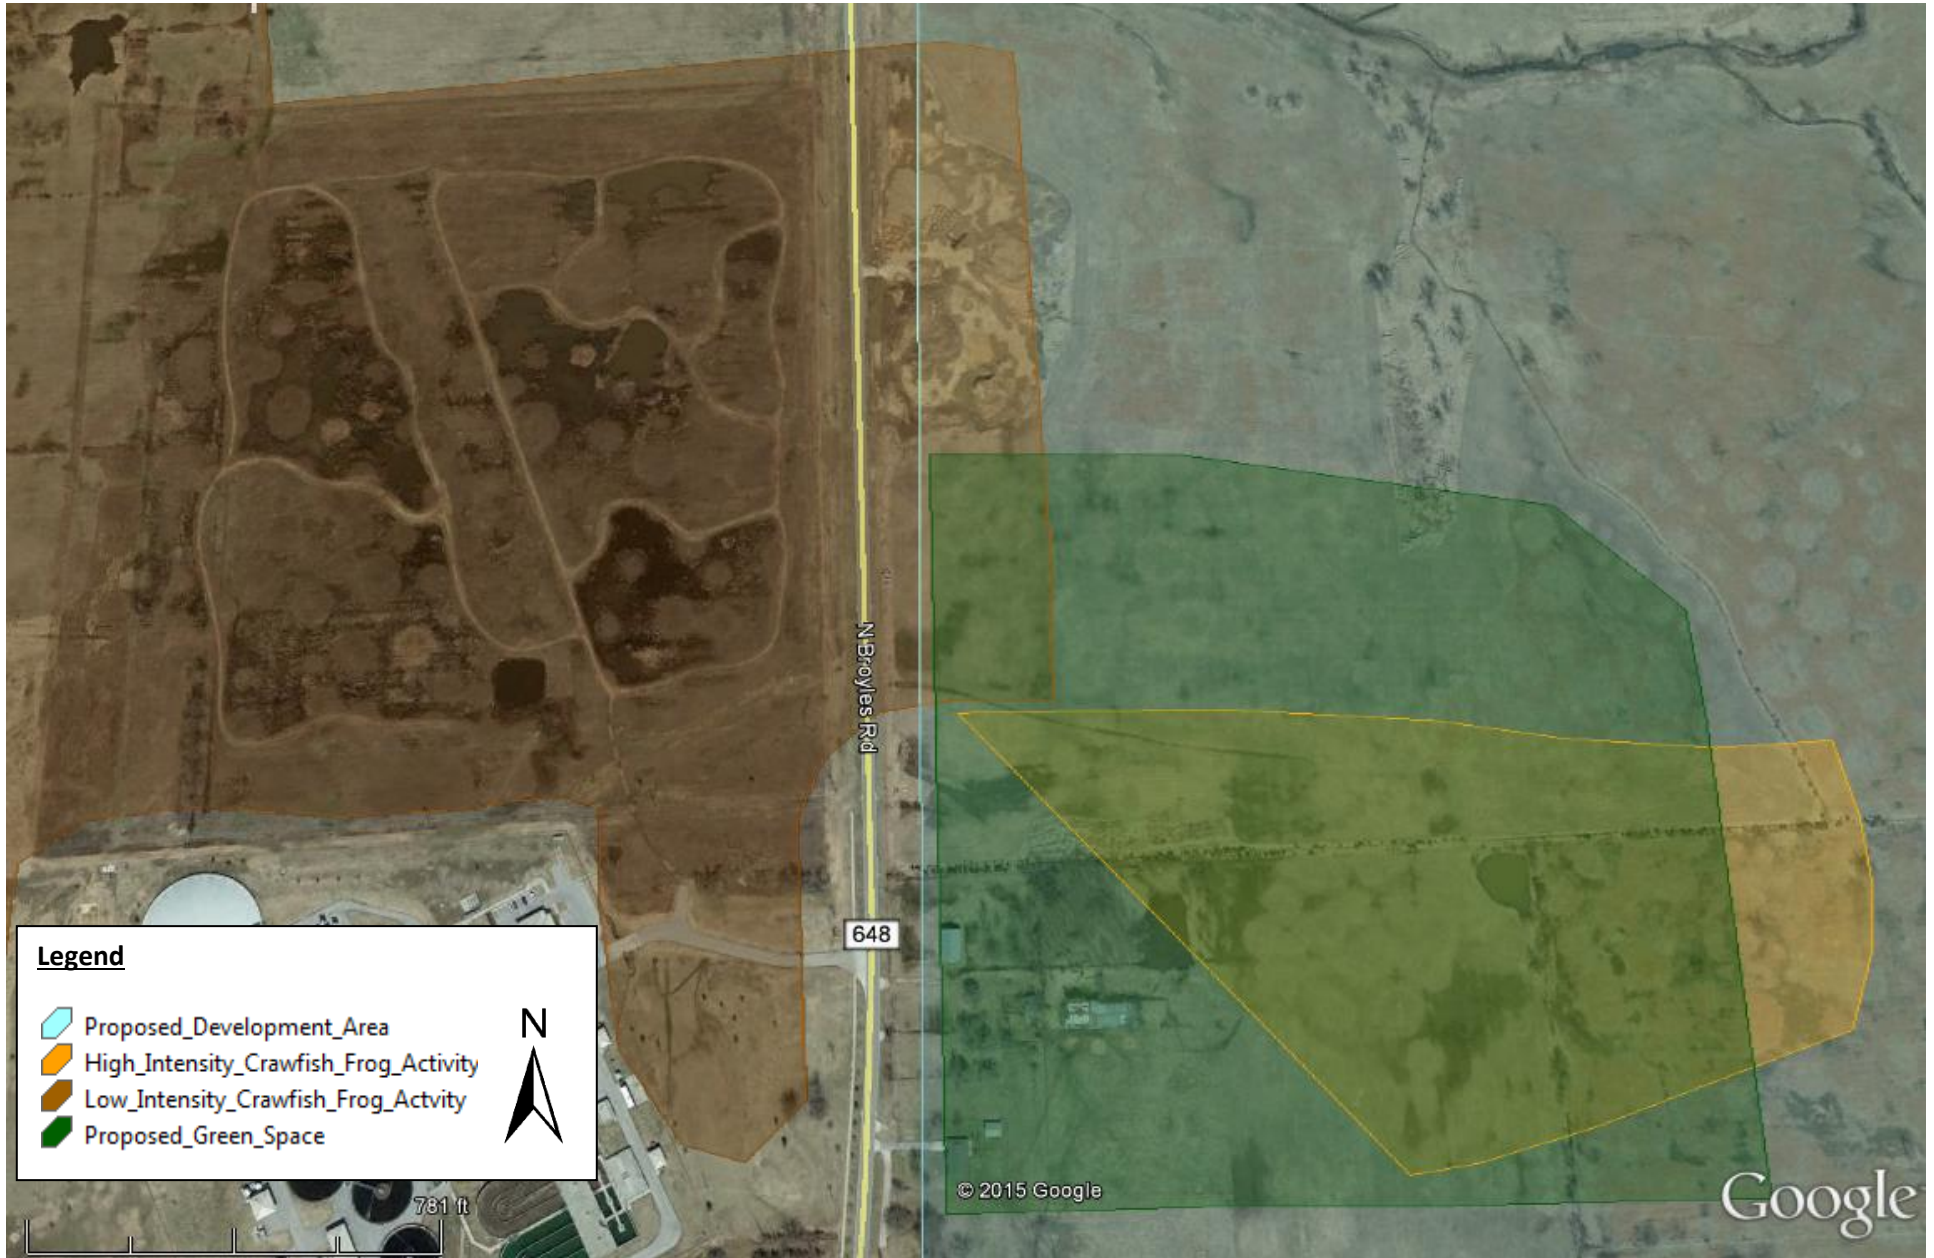 N Broyles Rd
648
Legend
N
Proposed_Development_Area
High_Intensity_Crawfish_Frog_Activity
Low_Intensity_Crawfish_Frog_Actvity
Proposed_Green_Space
781 ft
© 2015 Google
Google